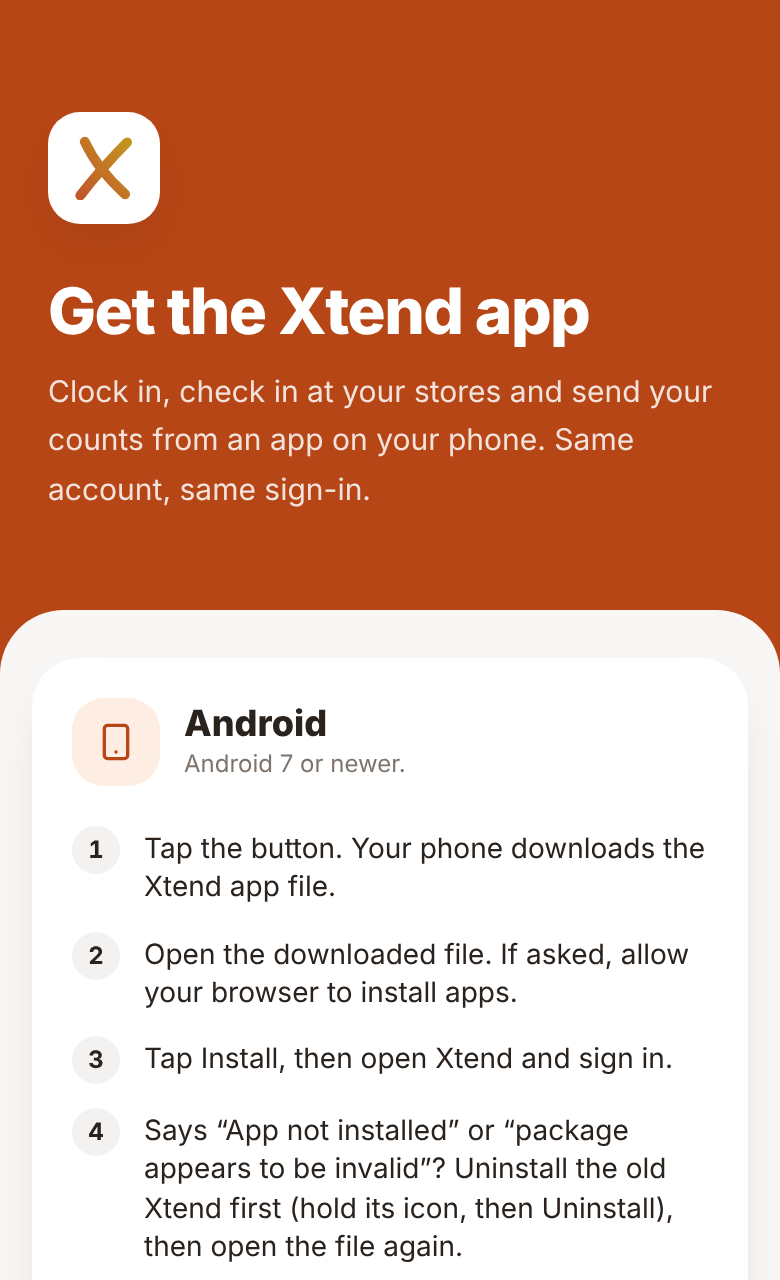 X
Get the Xtend app
Clock in, check in at your stores and send your
counts from an app on your phone. Same
account, same sign-in.
Android
Android 7 or newer.
1 Tap the button. Your phone downloads the
Xtend app file.
2 Open the downloaded file. If asked, allow
your browser to install apps.
3 Tap Install, then open Xtend and sign in.
4 Says “App not installed” or “package
appears to be invalid”? Uninstall the old
Xtend first (hold its icon, then Uninstall),
then open the file again.